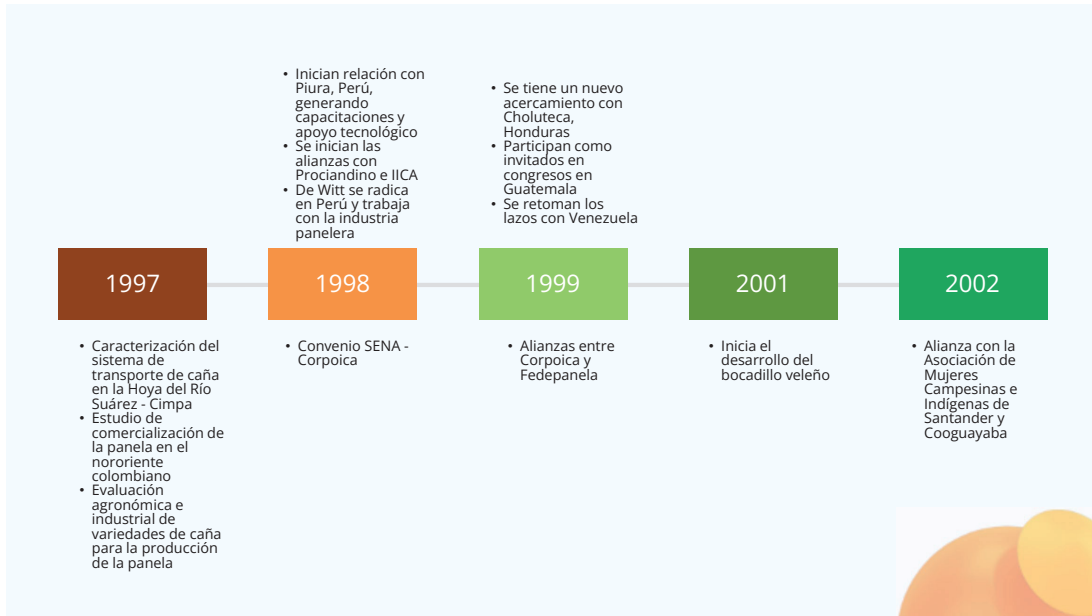 • Inician relación con
Piura, Perú,
generando
capacitaciones y
apoyo tecnológico
• Se inician las
alianzas con
Prociandino e IICA
• De Witt se radica
en Perú y trabaja
con la industria
panelera
• Se tiene un nuevo
acercamiento con
Choluteca,
Honduras
• Participan como
invitados en
congresos en
Guatemala
• Se retoman los
lazos con Venezuela
1997
1998
1999
2001
2002
• Caracterización del
sistema de
transporte de caña
en la Hoya del Río
Suárez - Cimpa
• Estudio de
comercialización de
la panela en el
nororiente
colombiano
• Evaluación
agronómica e
industrial de
variedades de caña
para la producción
de la panela
• Convenio SENA -
Corpoica
• Alianzas entre
Corpoica y
Fedepanela
• Inicia el
desarrollo del
bocadillo veleño
• Alianza con la
Asociación de
Mujeres
Campesinas e
Indígenas de
Santander y
Cooguayaba